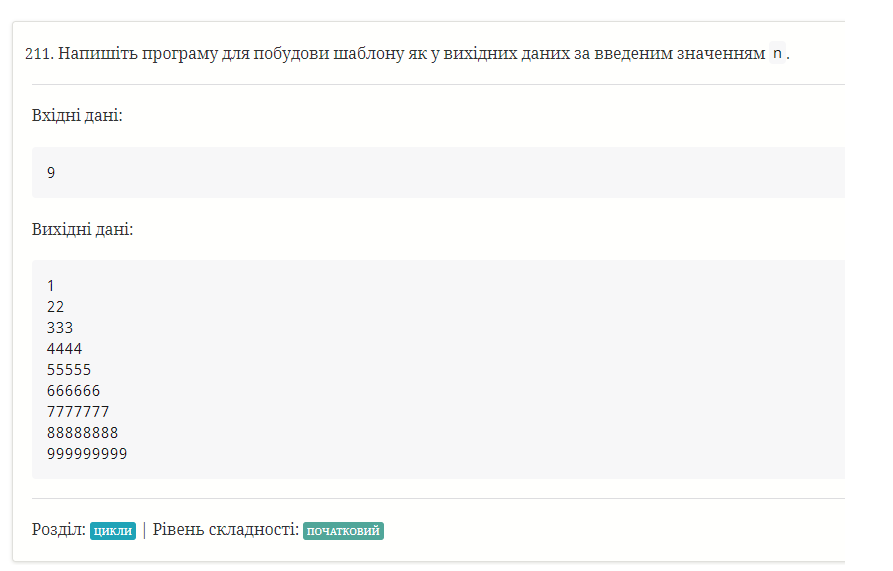 211. Напишіть програму для побудови шаблону як у вихідних даних за введеним значенням n.
Вхідні дані:
9
Вихідні дані:
1
22
333
4444
55555
666666
7777777
88888888
999999999
Розділ: цикли | Рівень складності: початковий